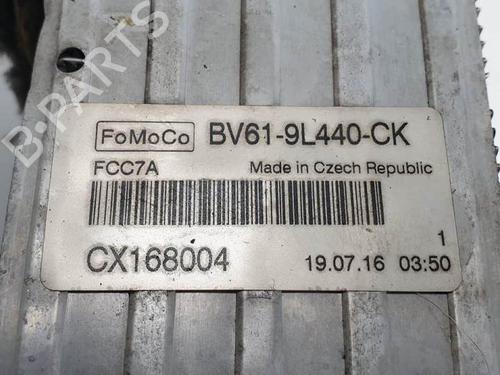 FoMoCo BV61-9L440-CK
FCC7A Made in Czech Republic
CX168004 19.07.16 03:50
1
B-PARTS